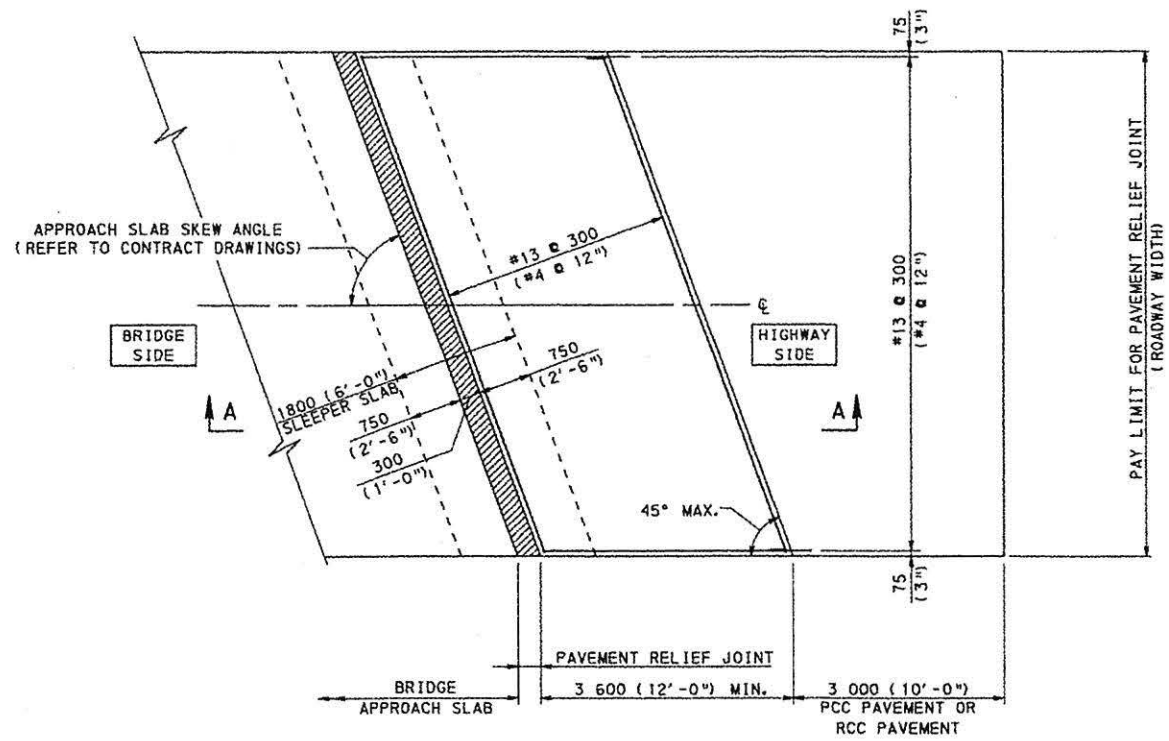 75
(3")
APPROACH SLAB SKEW ANGLE
(REFER TO CONTRACT DRAWINGS)
#13 @ 300
(#4 @ 12")
#13 @ 300
(#4 @ 12")
PAY LIMIT FOR PAVEMENT RELIEF JOINT
(ROADWAY WIDTH)
℄
BRIDGE
SIDE
HIGHWAY
SIDE
750
(2'-6")
1800 (6'-0")
SLEEPER SLAB
750
(2'-6")
300
(1'-0")
A
A
45° MAX.
75
(3")
PAVEMENT RELIEF JOINT
BRIDGE
APPROACH SLAB
3 600 (12'-0") MIN.
3 000 (10'-0")
PCC PAVEMENT OR
RCC PAVEMENT